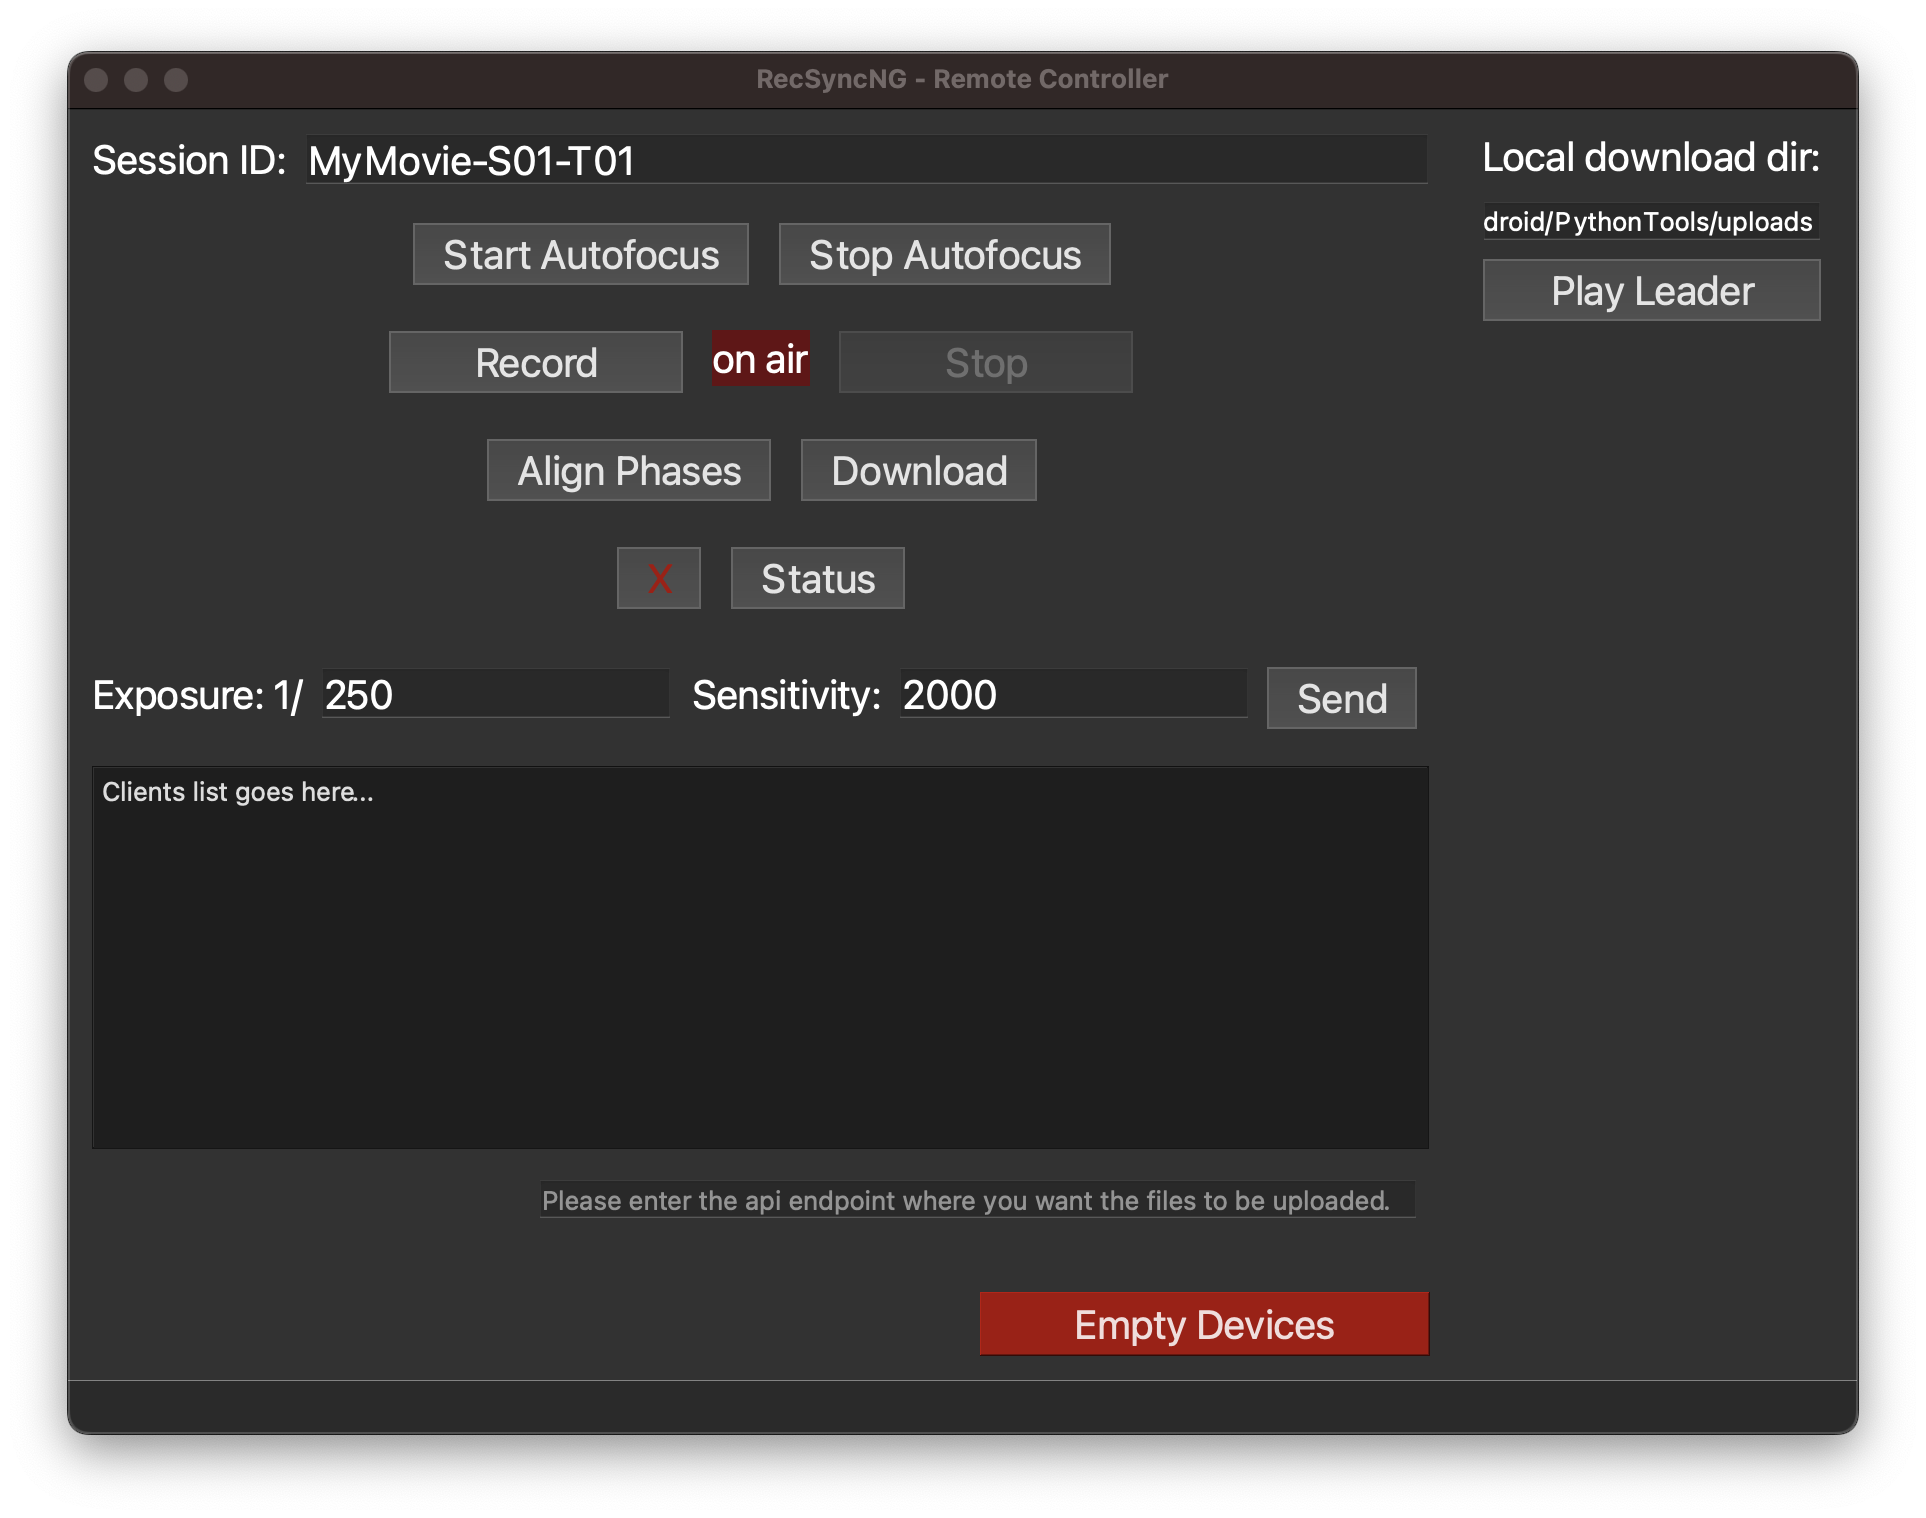 RecSyncNG - Remote Controller
Session ID: MyMovie-S01-T01
Start Autofocus Stop Autofocus
Record on air Stop
Align Phases Download
X Status
Exposure: 1/ 250 Sensitivity: 2000 Send
Clients list goes here...
Please enter the api endpoint where you want the files to be uploaded.
Empty Devices
Local download dir:
droid/PythonTools/uploads
Play Leader